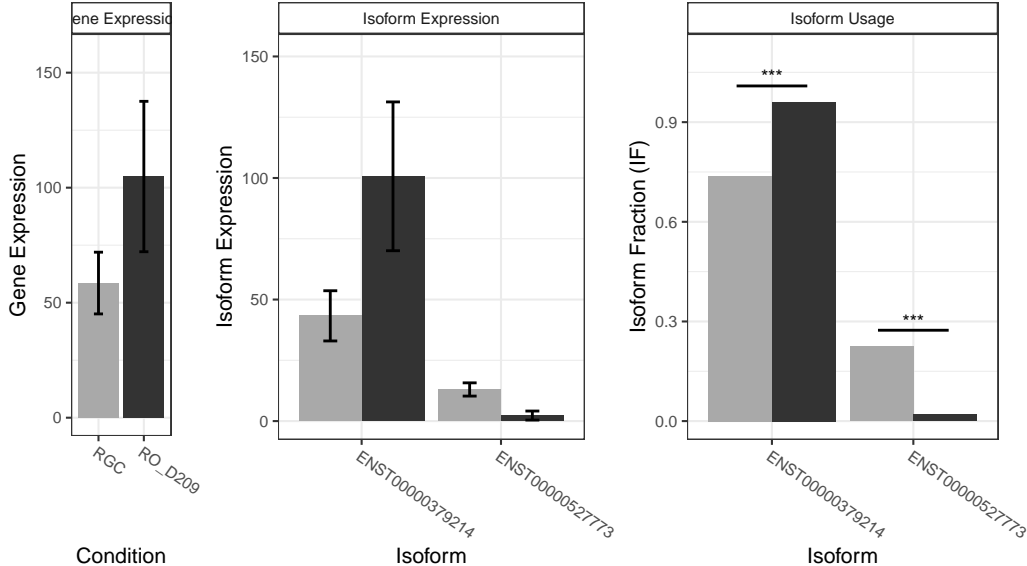 ene Expressio
Gene Expression
150
100
50
0
RGC
RO_D209
Condition
Isoform Expression
Isoform Expression
150
100
50
0
ENST00000379214
ENST00000527773
Isoform
Isoform Usage
Isoform Fraction (IF)
0.9
0.6
0.3
0.0
***
***
ENST00000379214
ENST00000527773
Isoform